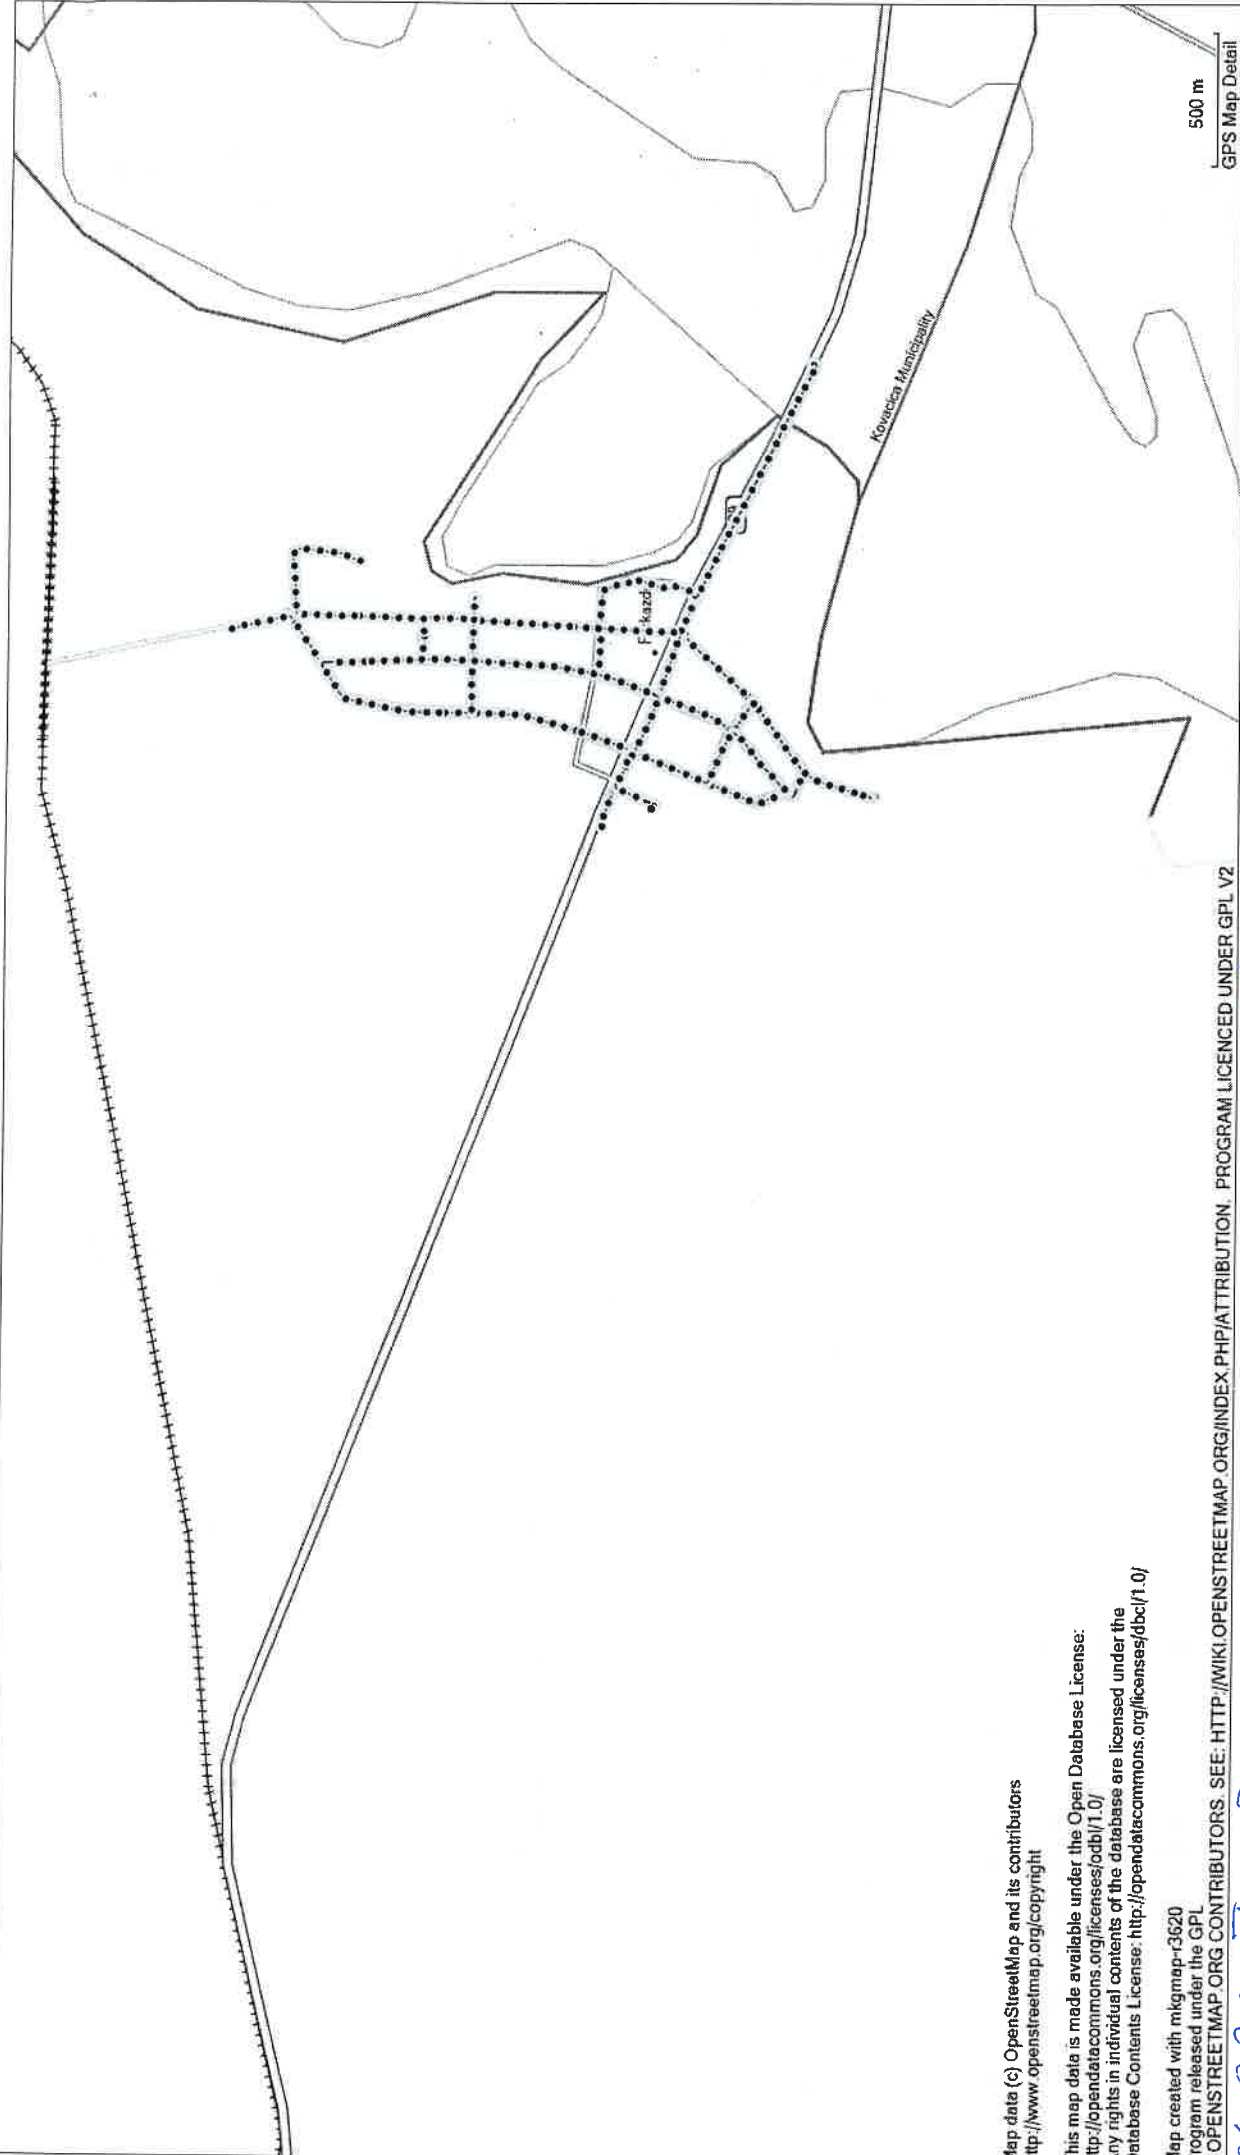 Kovacica Municipality
500 m
GPS Map Detail
ap data (c) OpenStreetMap and its contributors
ttp://www.openstreetmap.org/copyright
his map data is made available under the Open Database License:
ttp://opendatacommons.org/licenses/odbl/1.0/
ny rights in individual contents of the database are licensed under the
atabase Contents License: http://opendatacommons.org/licenses/dbcl/1.0/
ap created with mkgmap-r3620
rogram released under the GPL
OPENSTREETMAP.ORG CONTRIBUTORS. SEE: HTTP://WIKI.OPENSTREETMAP.ORG/INDEX.PHP/ATTRIBUTION. PROGRAM LICENCED UNDER GPL V2